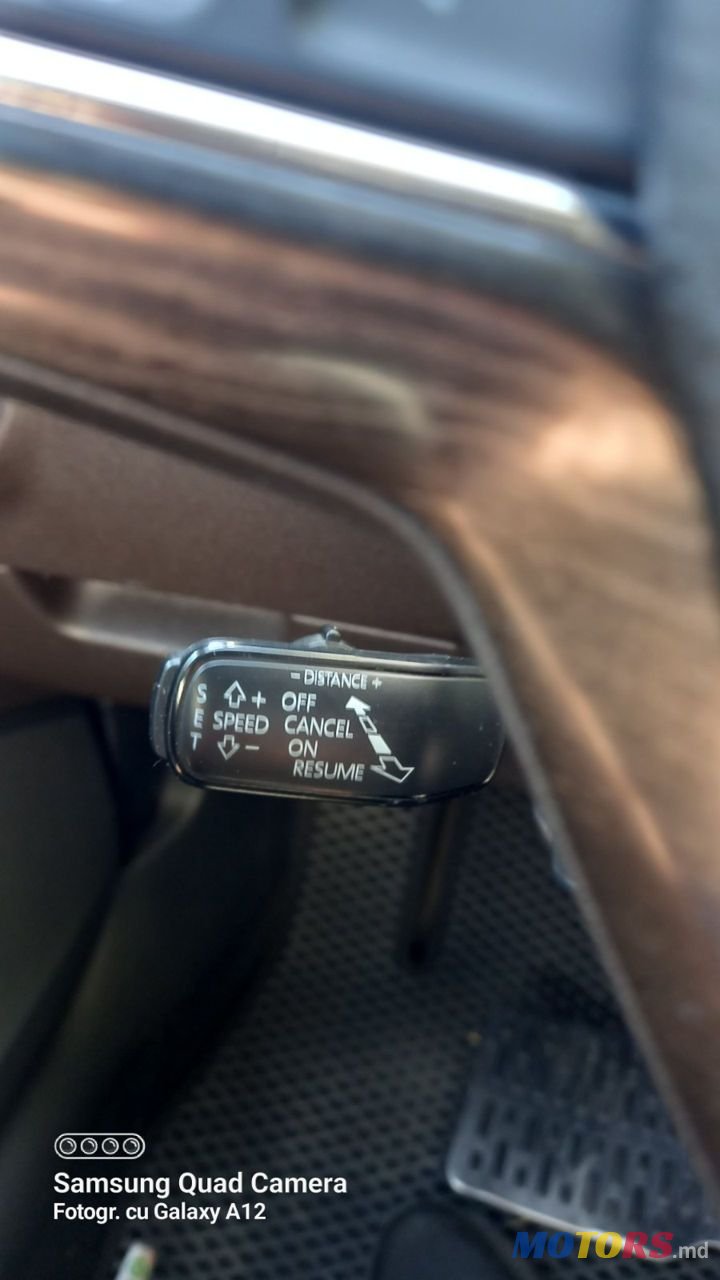 - DISTANCE +
S E T
+ OFF
SPEED CANCEL
- ON
RESUME
Samsung Quad Camera
Fotogr. cu Galaxy A12
MOTORS.md